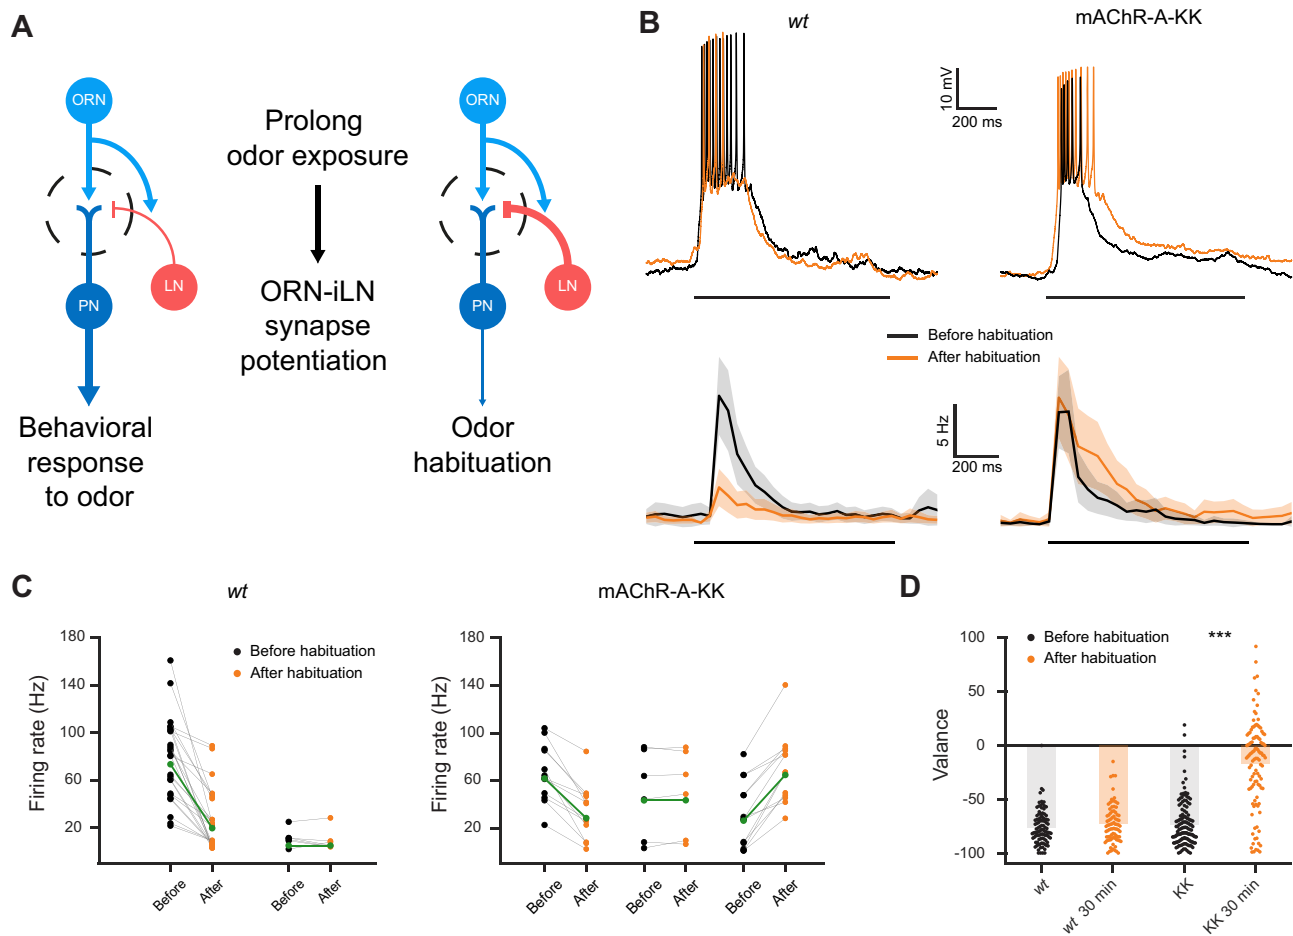 A
ORN
PN
LN
Behavioral
response
to odor
Prolong
odor exposure
ORN-iLN
synapse
potentiation
ORN
PN
LN
Odor
habituation
B
wt
mAChR-A-KK
10 mV
200 ms
Before habituation
After habituation
5 Hz
200 ms
C
wt
Firing rate (Hz)
180
140
100
60
20
Before habituation
After habituation
Before
After
Before
After
mAChR-A-KK
Firing rate (Hz)
180
140
100
60
20
Before
After
Before
After
Before
After
D
Valance
100
50
0
-50
-100
Before habituation
After habituation
***
wt
wt 30 min
KK
KK 30 min